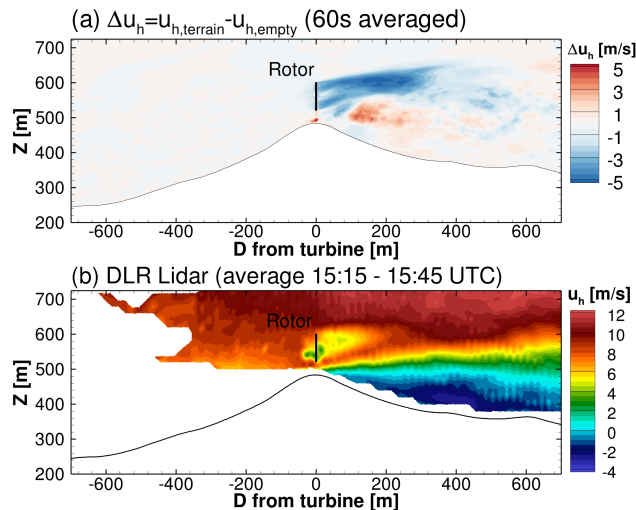 (a) Δu_h=u_h,terrain-u_h,empty (60s averaged)
Δu_h [m/s]
700
600
500
400
300
200
Z [m]
Rotor
5
3
1
-1
-3
-5
-600 -400 -200 0 200 400 600
D from turbine [m]
(b) DLR Lidar (average 15:15 - 15:45 UTC)
u_h [m/s]
700
600
500
400
300
200
Z [m]
Rotor
12
10
8
6
4
2
0
-2
-4
-600 -400 -200 0 200 400 600
D from turbine [m]